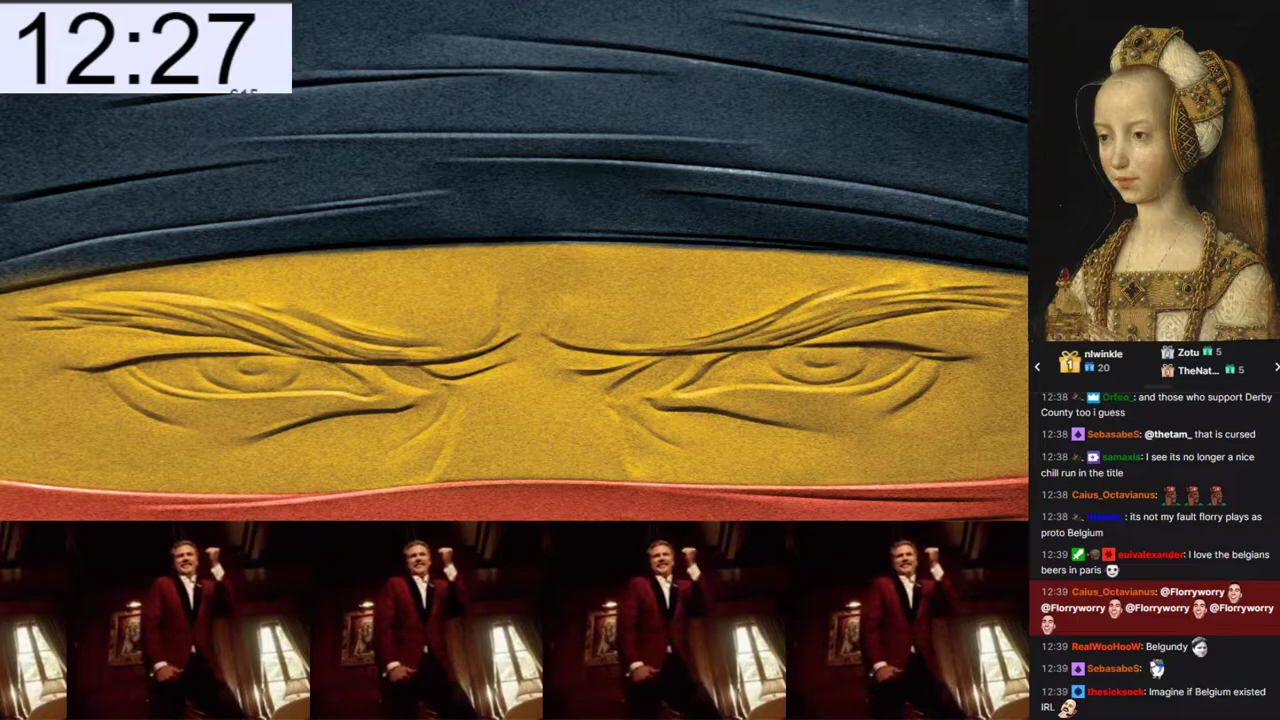 12:27
nlwinkle
20
Zotu 5
TheNat... 5
12:38 Orfeo_: and those who support Derby
County too i guess
12:38 SebasabeS: @thetam_ that is cursed
12:38 samaxis: I see its no longer a nice
chill run in the title
12:38 Caius_Octavianus:
12:38 : its not my fault florry plays as
proto Belgium
12:39 euivalexander: I love the belgians
beers in paris
12:39 Caius_Octavianus: @Florryworry
@Florryworry @Florryworry @Florryworry
12:39 RealWooHooW: Belgundy
12:39 SebasabeS:
12:39 thesicksock: Imagine if Belgium existed
IRL